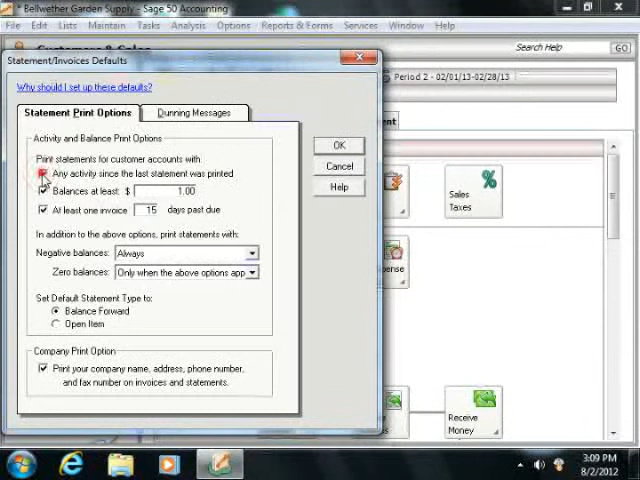 * Bellwether Garden Supply - Sage 50 Accounting
File Edit Lists Maintain Tasks Analysis Options Reports & Forms Services Window Help
Search Help GO
Statement/Invoices Defaults
Period 2 - 02/01/13-02/28/13
Why should I set up these defaults?
Statement Print Options Dunning Messages
Activity and Balance Print Options
Print statements for customer accounts with
Any activity since the last statement was printed
Balances at least $ 1.00
At least one invoice 15 days past due
In addition to the above options, print statements with:
Negative balances: Always
Zero balances: Only when the above options app
Set Default Statement Type to:
Balance Forward
Open Item
Company Print Option
Print your company name, address, phone number,
and fax number on invoices and statements.
OK
Cancel
Help
Sales
Taxes
Receive
Money
3:09 PM
8/2/2012